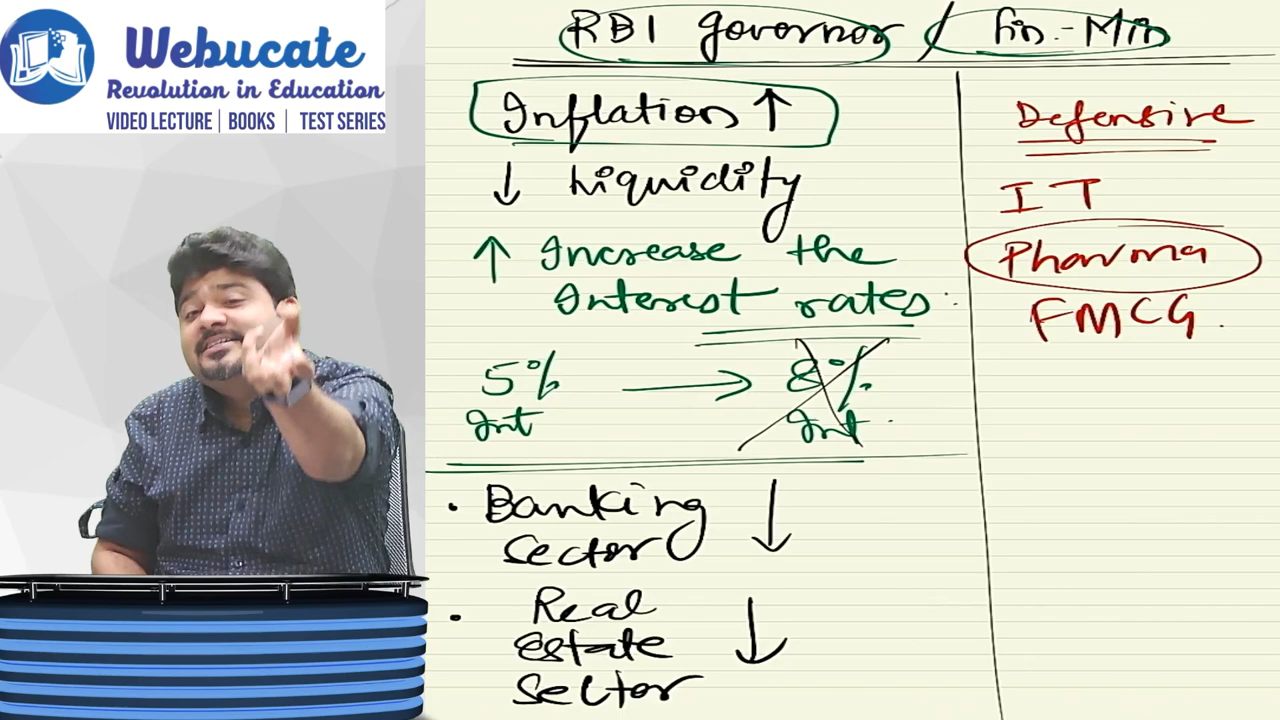 Webucate
Revolution in Education
VIDEO LECTURE | BOOKS | TEST SERIES
RBI governor / Fin.-Min
Inflation ↑
↓ Liquidity
↑ Increase the
Interest rates
5% → 8%
Int Int
• Banking ↓
Sector
• Real ↓
Estate
Sector
Defensive
IT
Pharma
FMCG